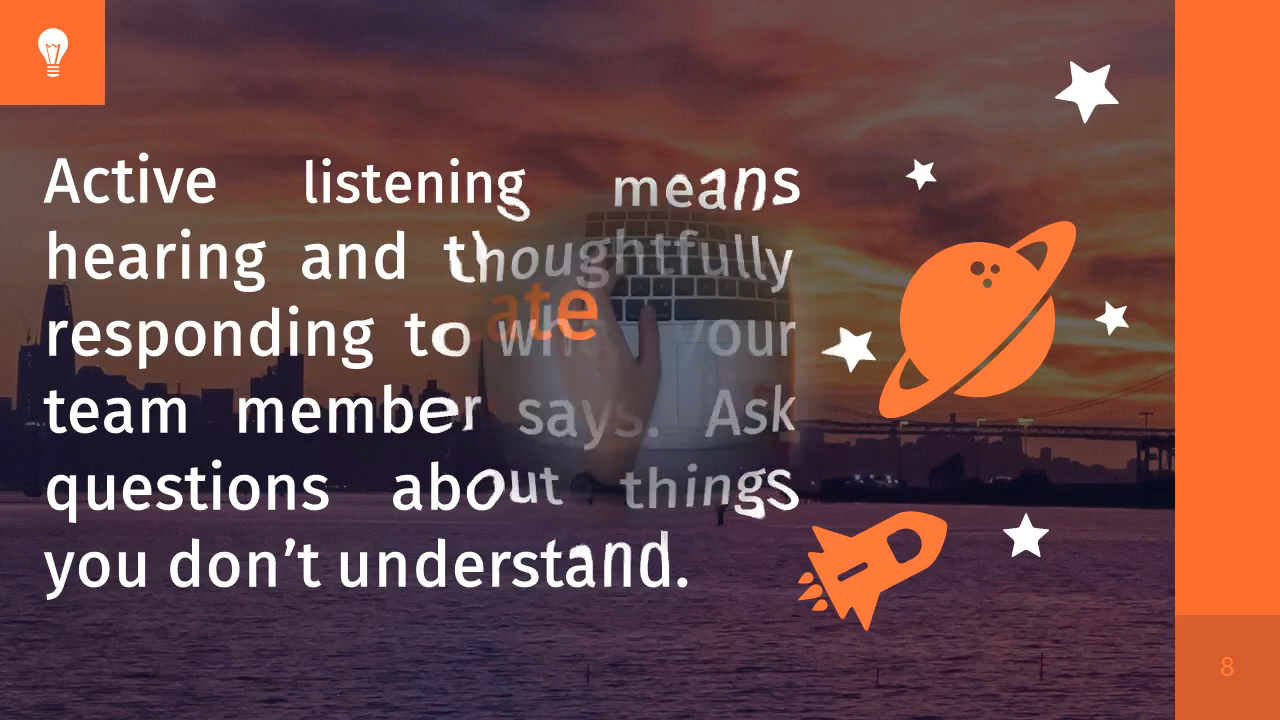 Active listening means
hearing and thoughtfully
responding to what your
team member says. Ask
questions about things
you don’t understand.
ate
8